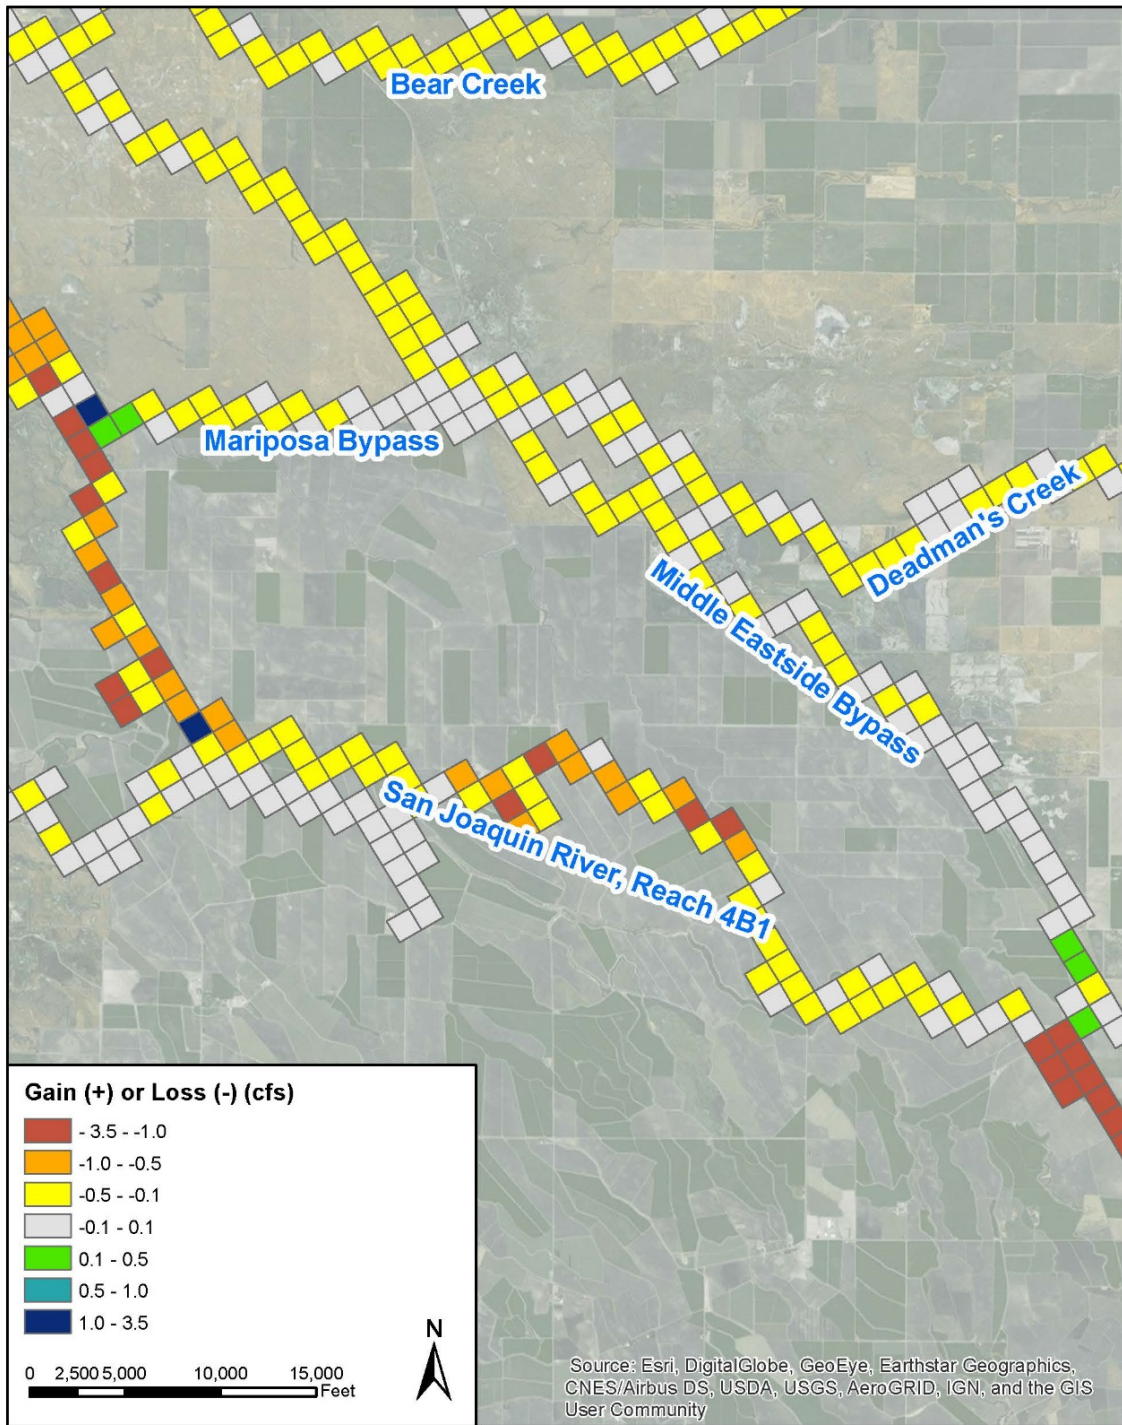 Bear Creek
Mariposa Bypass
Deadman's Creek
Middle Eastside Bypass
San Joaquin River, Reach 4B1
Gain (+) or Loss (-) (cfs)
- 3.5 - -1.0
-1.0 - -0.5
-0.5 - -0.1
-0.1 - 0.1
0.1 - 0.5
0.5 - 1.0
1.0 - 3.5
N
0 2,500 5,000 10,000 15,000
Feet
Source: Esri, DigitalGlobe, GeoEye, Earthstar Geographics,
CNES/Airbus DS, USDA, USGS, AeroGRID, IGN, and the GIS
User Community